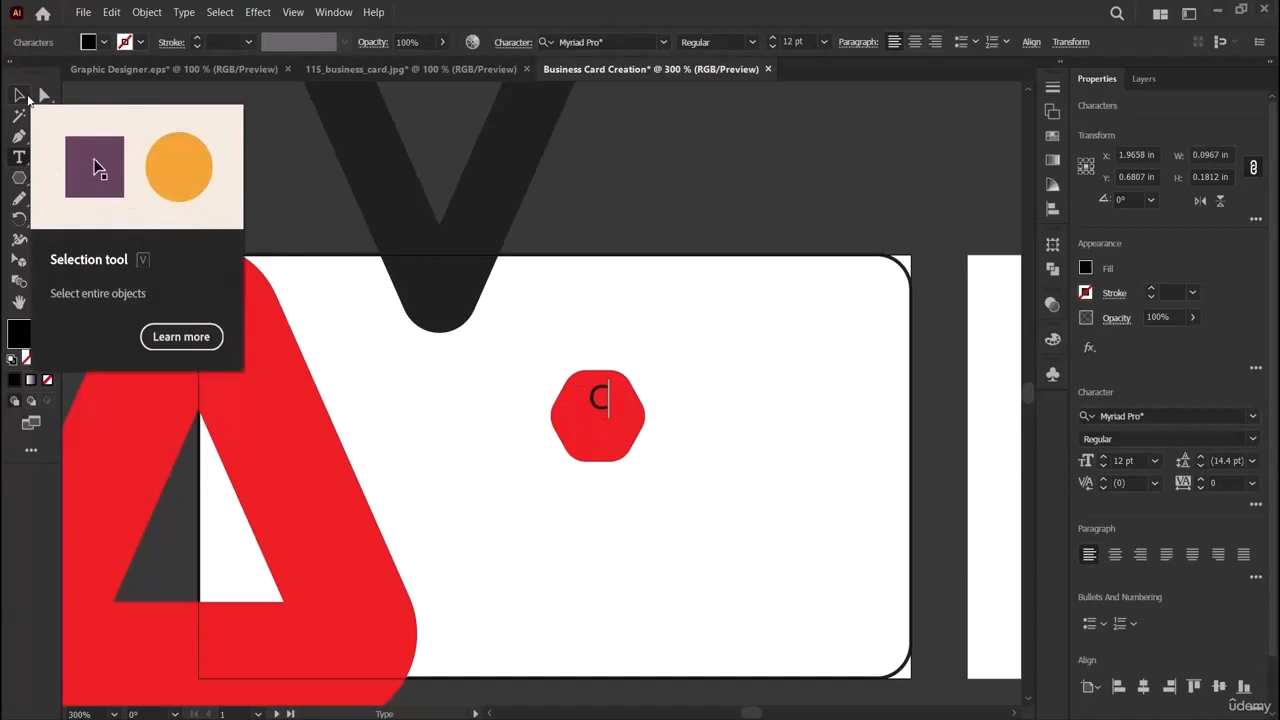 Ai File Edit Object Type Select Effect View Window Help
Characters Stroke: Opacity: 100% Character: Myriad Pro* Regular 12 pt Paragraph: Align Transform
Graphic Designer.eps* @ 100 % (RGB/Preview) × 115_business_card.jpg* @ 100 % (RGB/Preview) × Business Card Creation* @ 300 % (RGB/Preview) ×
Properties Layers
Characters
Transform
X: 1.9658 in W: 0.0967 in
Y: 0.6807 in H: 0.1812 in
0°
Appearance
Fill
Stroke
Opacity 100%
fx.
Character
Myriad Pro*
Regular
12 pt (14.4 pt)
(0) 0
Paragraph
Bullets And Numbering
Align
Selection tool V
Select entire objects
Learn more
C
300% 0° 1 Type
udemy